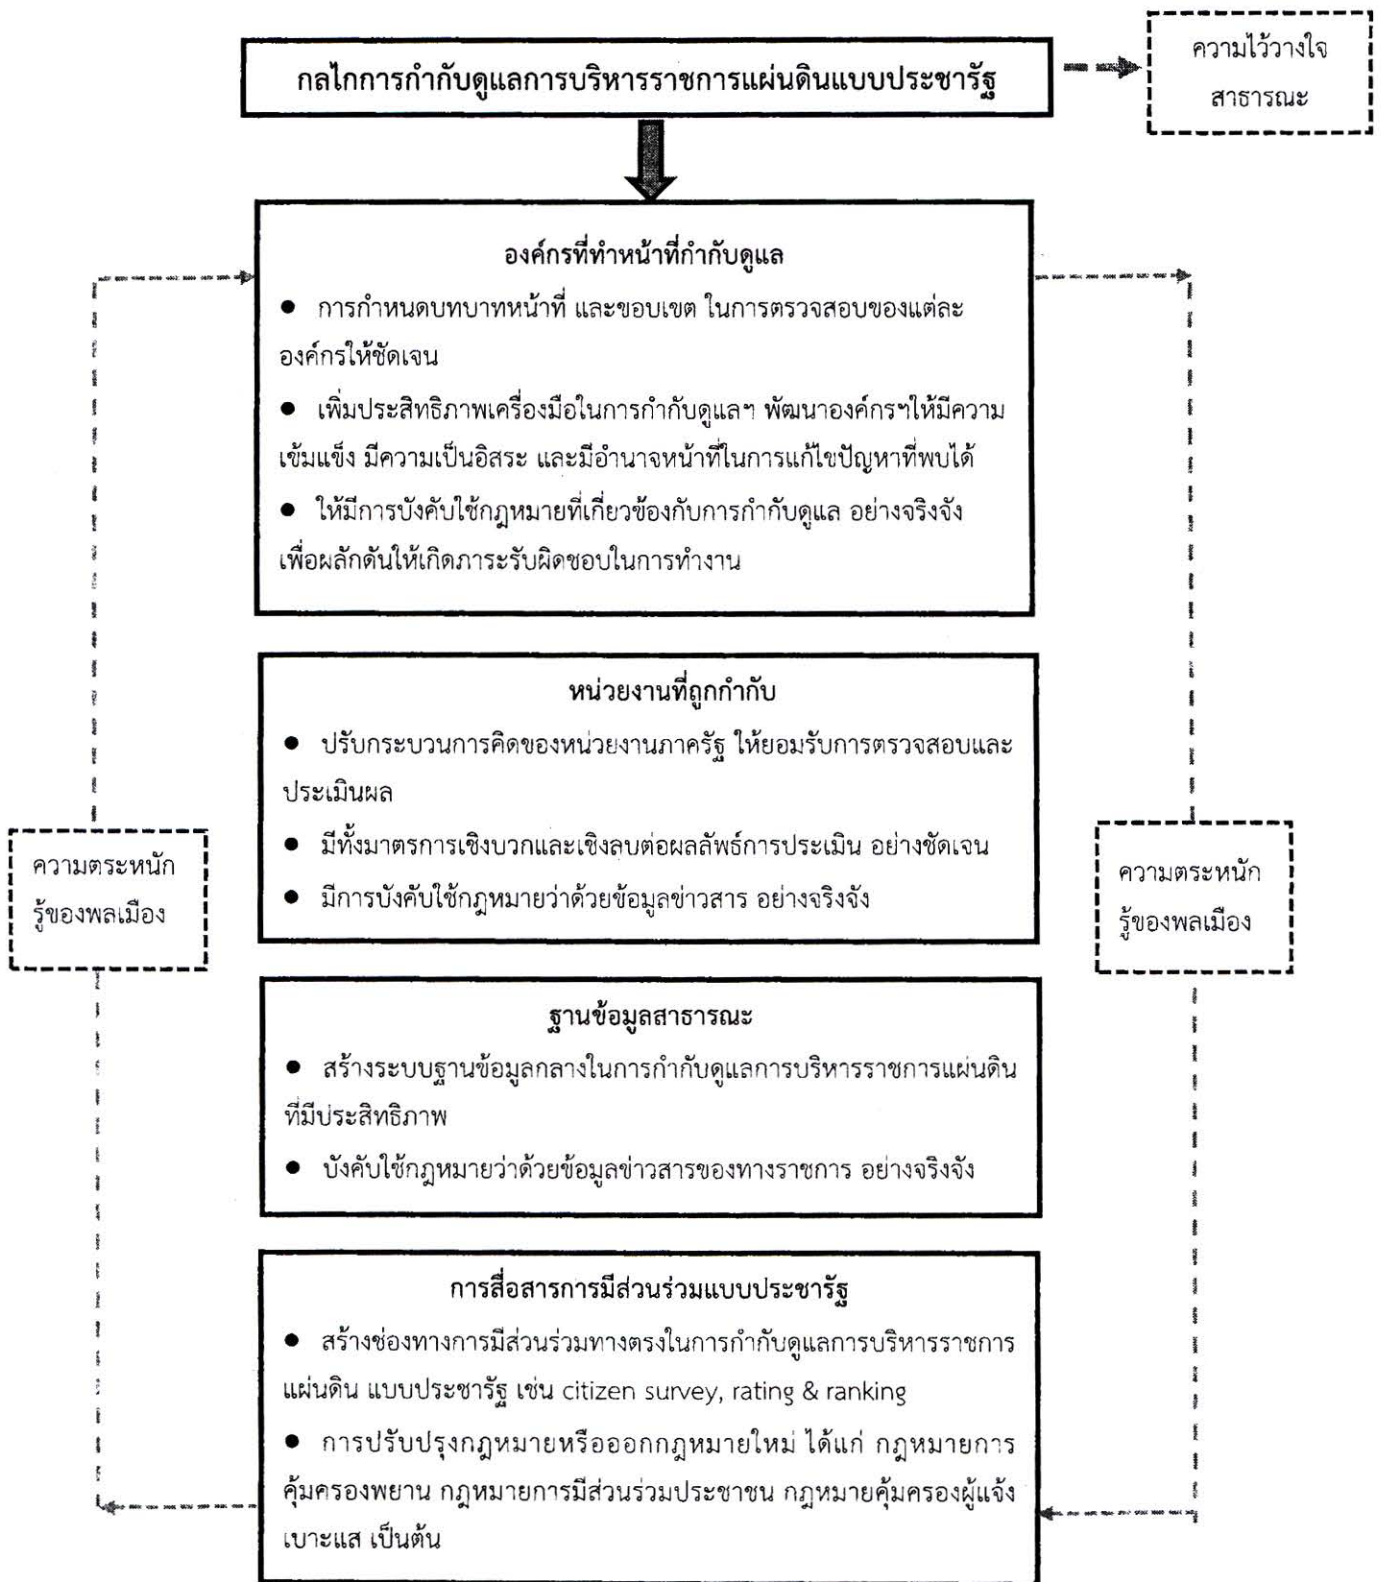 กลไกการกำกับดูแลการบริหารราชการแผ่นดินแบบประชารัฐ
ความไว้วางใจ
สาธารณะ
องค์กรที่ทำหน้าที่กำกับดูแล
● การกำหนดบทบาทหน้าที่ และขอบเขต ในการตรวจสอบของแต่ละ
องค์กรให้ชัดเจน
● เพิ่มประสิทธิภาพเครื่องมือในการกำกับดูแลฯ พัฒนาองค์กรฯให้มีความ
เข้มแข็ง มีความเป็นอิสระ และมีอำนาจหน้าที่ในการแก้ไขปัญหาที่พบได้
● ให้มีการบังคับใช้กฎหมายที่เกี่ยวข้องกับการกำกับดูแล อย่างจริงจัง
เพื่อผลักดันให้เกิดภาระรับผิดชอบในการทำงาน
หน่วยงานที่ถูกกำกับ
● ปรับกระบวนการคิดของหน่วยงานภาครัฐ ให้ยอมรับการตรวจสอบและ
ประเมินผล
● มีทั้งมาตรการเชิงบวกและเชิงลบต่อผลลัพธ์การประเมิน อย่างชัดเจน
● มีการบังคับใช้กฎหมายว่าด้วยข้อมูลข่าวสาร อย่างจริงจัง
ความตระหนัก
รู้ของพลเมือง
ความตระหนัก
รู้ของพลเมือง
ฐานข้อมูลสาธารณะ
● สร้างระบบฐานข้อมูลกลางในการกำกับดูแลการบริหารราชการแผ่นดิน
ที่มีประสิทธิภาพ
● บังคับใช้กฎหมายว่าด้วยข้อมูลข่าวสารของทางราชการ อย่างจริงจัง
การสื่อสารการมีส่วนร่วมแบบประชารัฐ
● สร้างช่องทางการมีส่วนร่วมทางตรงในการกำกับดูแลการบริหารราชการ
แผ่นดิน แบบประชารัฐ เช่น citizen survey, rating & ranking
● การปรับปรุงกฎหมายหรือออกกฎหมายใหม่ ได้แก่ กฎหมายการ
คุ้มครองพยาน กฎหมายการมีส่วนร่วมประชาชน กฎหมายคุ้มครองผู้แจ้ง
เบาะแส เป็นต้น